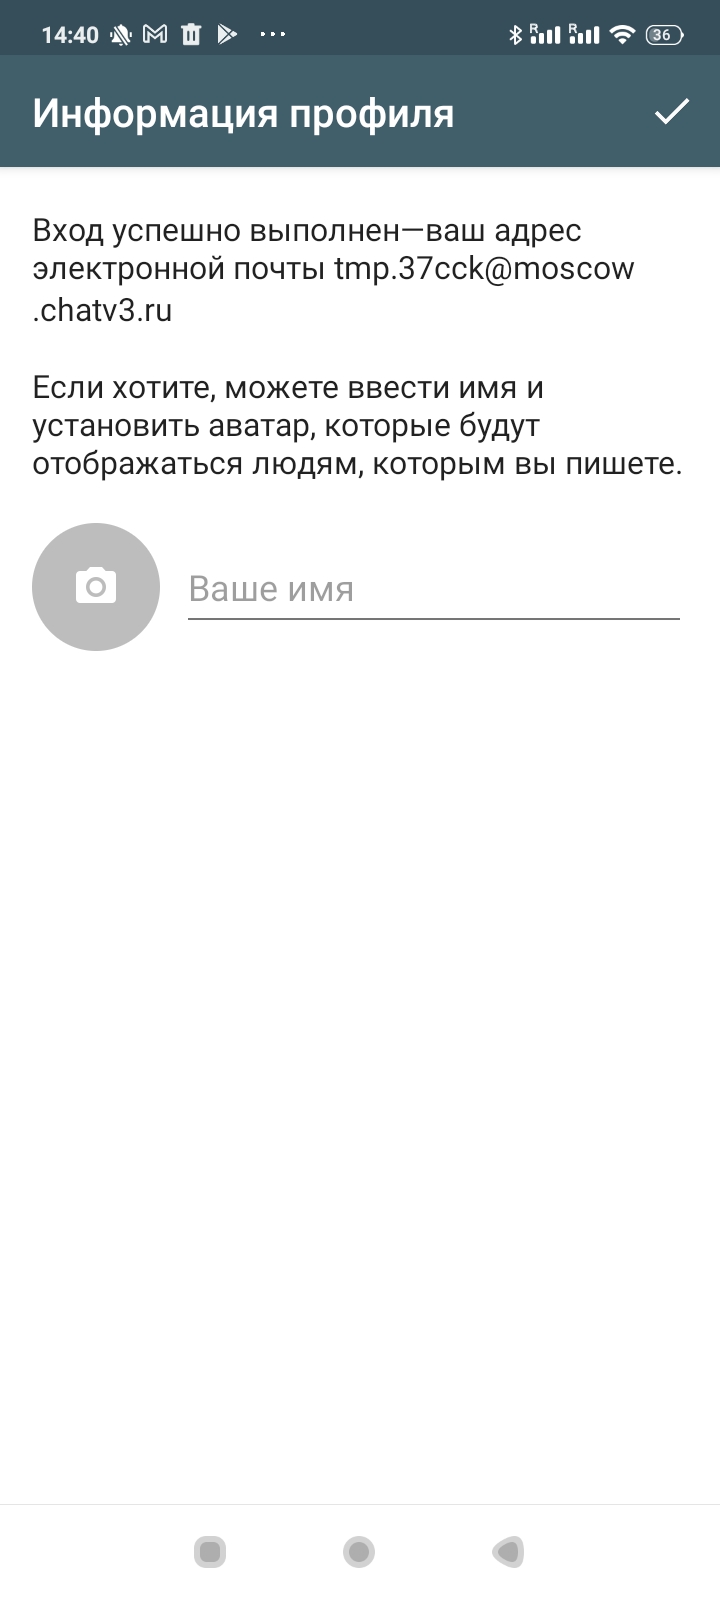 14:40
R R 36
Информация профиля
Вход успешно выполнен—ваш адрес
электронной почты tmp.37cck@moscow
.chatv3.ru
Если хотите, можете ввести имя и
установить аватар, которые будут
отображаться людям, которым вы пишете.
Ваше имя